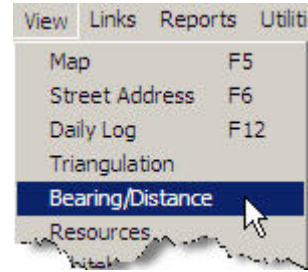 View Links Reports Utiliti
Map F5
Street Address F6
Daily Log F12
Triangulation
Bearing/Distance
Resources